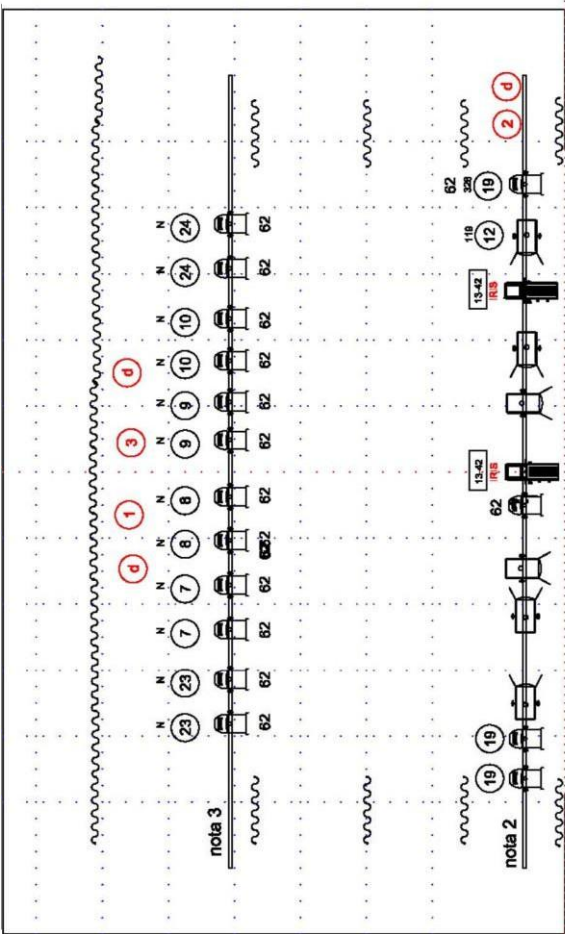 d 1 3 d
N N N N N N N N N N N N
23 23 7 7 8 8 9 9 10 10 24 24
nota 3
62 62 62 62 62 62 62 62 62 62 62
62
119 328
13-42 13-42
IRIS IRIS
19 19 62 12 19
2 d
nota 2